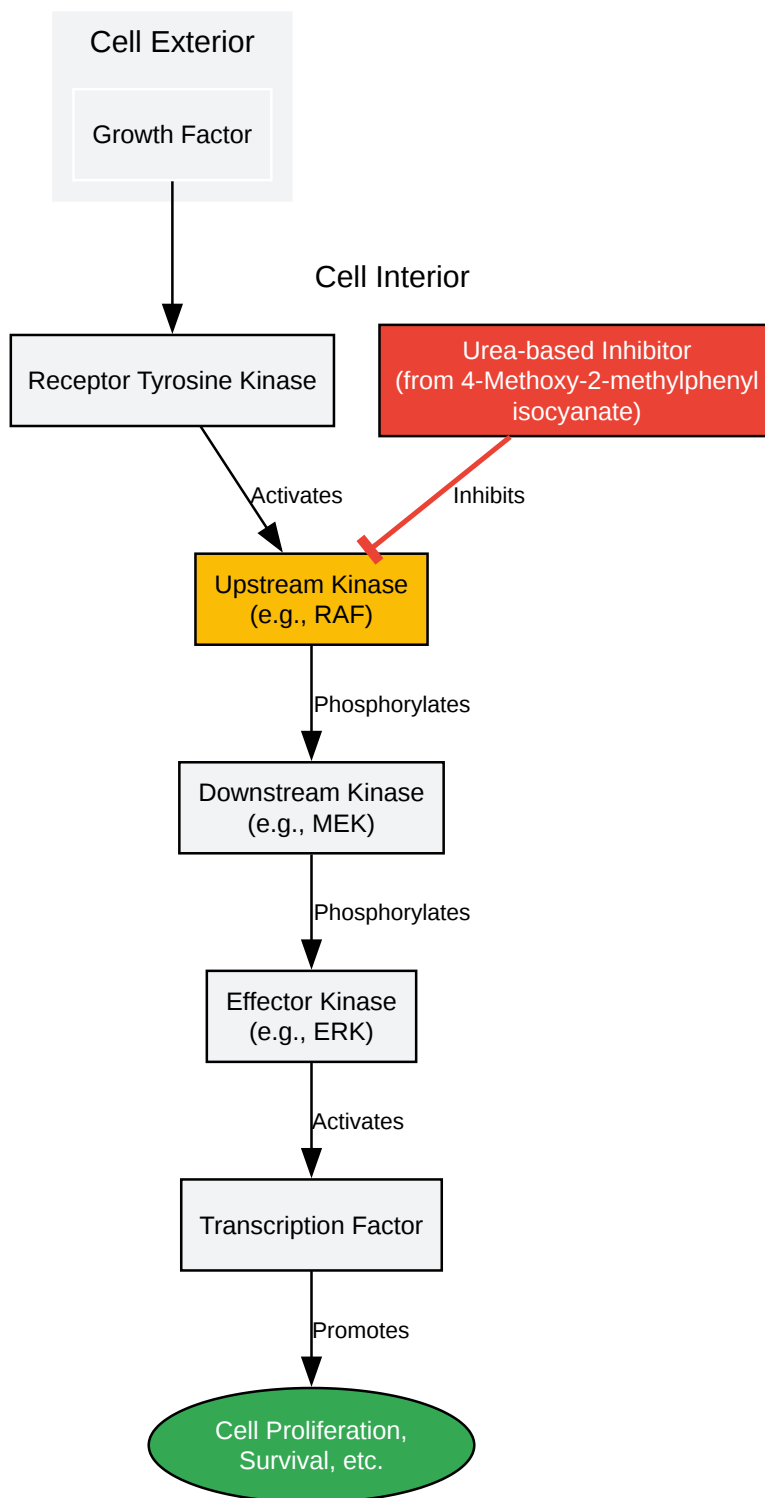 Cell Exterior
Growth Factor
Cell Interior
Receptor Tyrosine Kinase
Urea-based Inhibitor
(from 4-Methoxy-2-methylphenyl
isocyanate)
Activates
Inhibits
Upstream Kinase
(e.g., RAF)
Phosphorylates
Downstream Kinase
(e.g., MEK)
Phosphorylates
Effector Kinase
(e.g., ERK)
Activates
Transcription Factor
Promotes
Cell Proliferation,
Survival, etc.